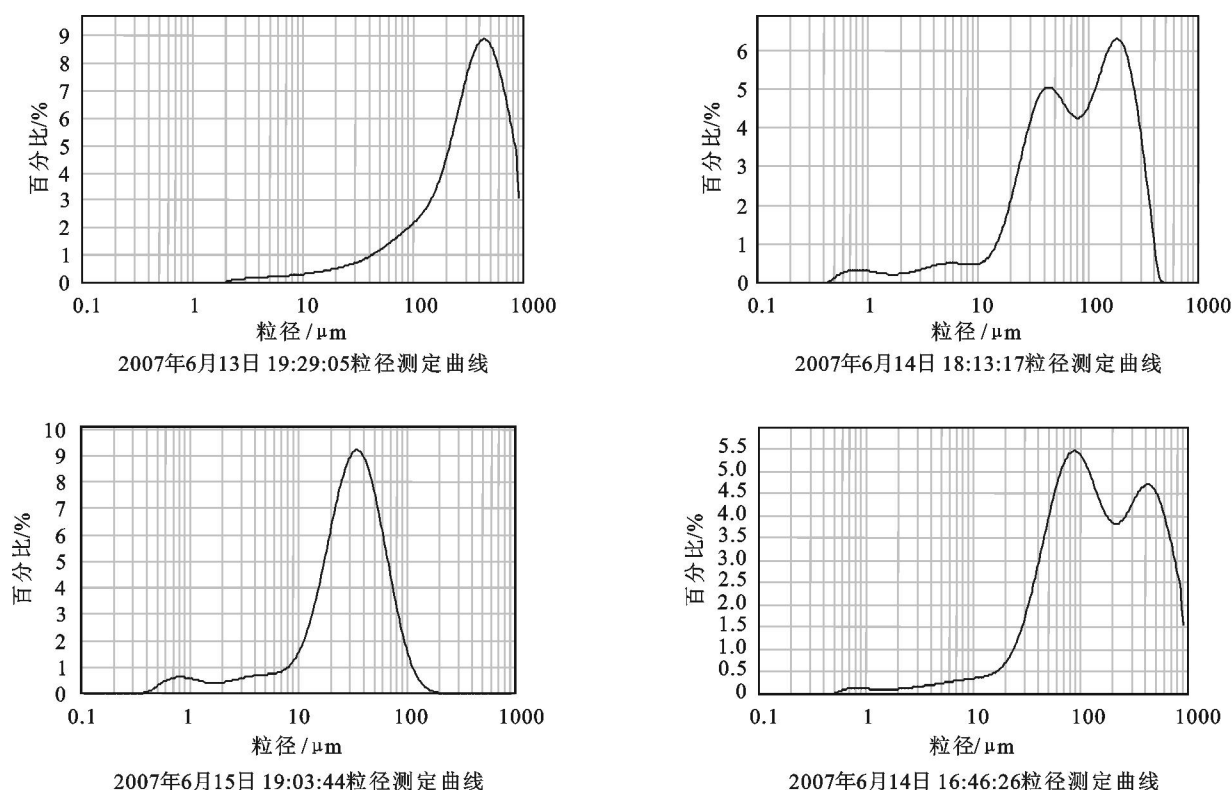 9
8
7
6
5
4
3
2
1
0
百分比/%
0.1 1 10 100 1000
粒径/μm
2007年6月13日 19:29:05粒径测定曲线
6
5
4
3
2
1
0
百分比/%
0.1 1 10 100 1000
粒径/μm
2007年6月14日 18:13:17粒径测定曲线
10
9
8
7
6
5
4
3
2
1
0
百分比/%
0.1 1 10 100 1000
粒径/μm
2007年6月15日 19:03:44粒径测定曲线
5.5
5.0
4.5
4.0
3.5
3.0
2.5
2.0
1.5
1.0
0.5
0
百分比/%
0.1 1 10 100 1000
粒径/μm
2007年6月14日 16:46:26粒径测定曲线